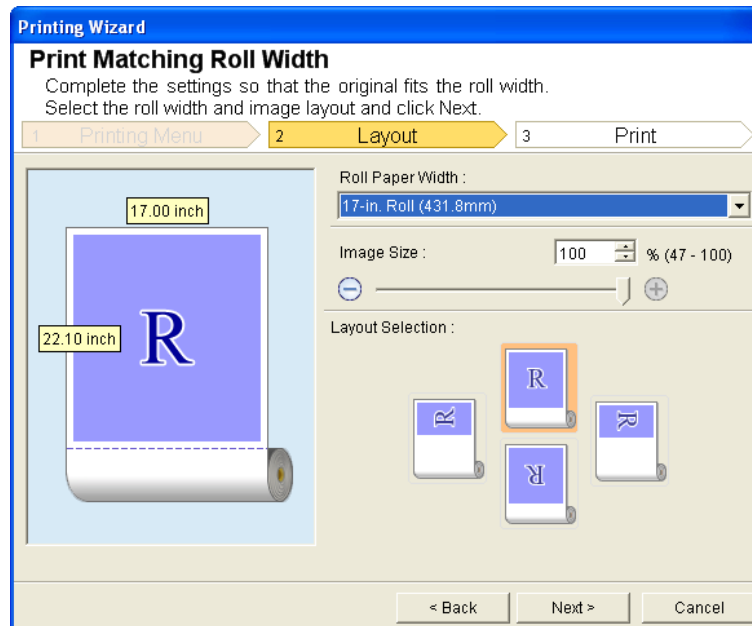 Printing Wizard
Print Matching Roll Width
Complete the settings so that the original fits the roll width.
Select the roll width and image layout and click Next.
1 Printing Menu 2 Layout 3 Print
Roll Paper Width :
17-in. Roll (431.8mm)
17.00 inch
Image Size : 100 % (47 - 100)
22.10 inch
R
Layout Selection :
R
R
R
R
< Back Next > Cancel